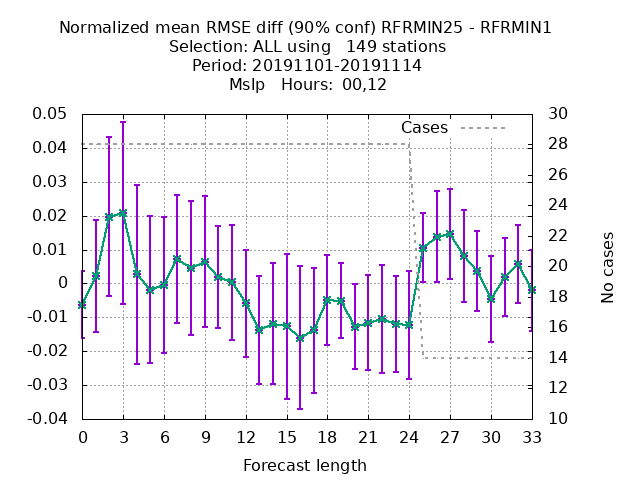 Normalized mean RMSE diff (90% conf) RFRMIN25 - RFRMIN1
Selection: ALL using   149 stations
Period: 20191101-20191114
Mslp   Hours: 00,12
Cases
0.05
0.04
0.03
0.02
0.01
0
-0.01
-0.02
-0.03
-0.04
30
28
26
24
22
20
18
16
14
12
10
No cases
0 3 6 9 12 15 18 21 24 27 30 33
Forecast length